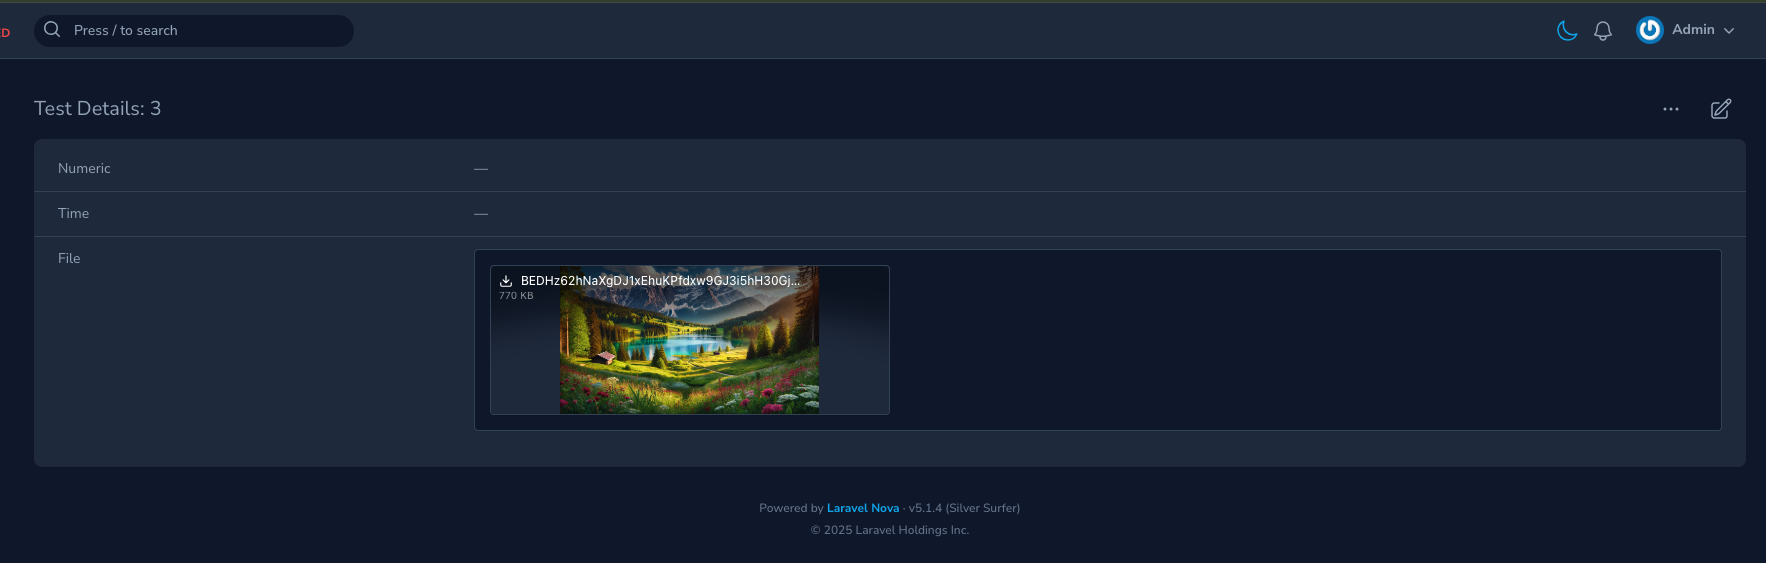 Press / to search
Admin
Test Details: 3
Numeric —
Time —
File
BEDHz62hNaXgDJ1xEhuKPfdxw9GJ3i5hH30Gj...
770 KB
Powered by Laravel Nova · v5.1.4 (Silver Surfer)
© 2025 Laravel Holdings Inc.